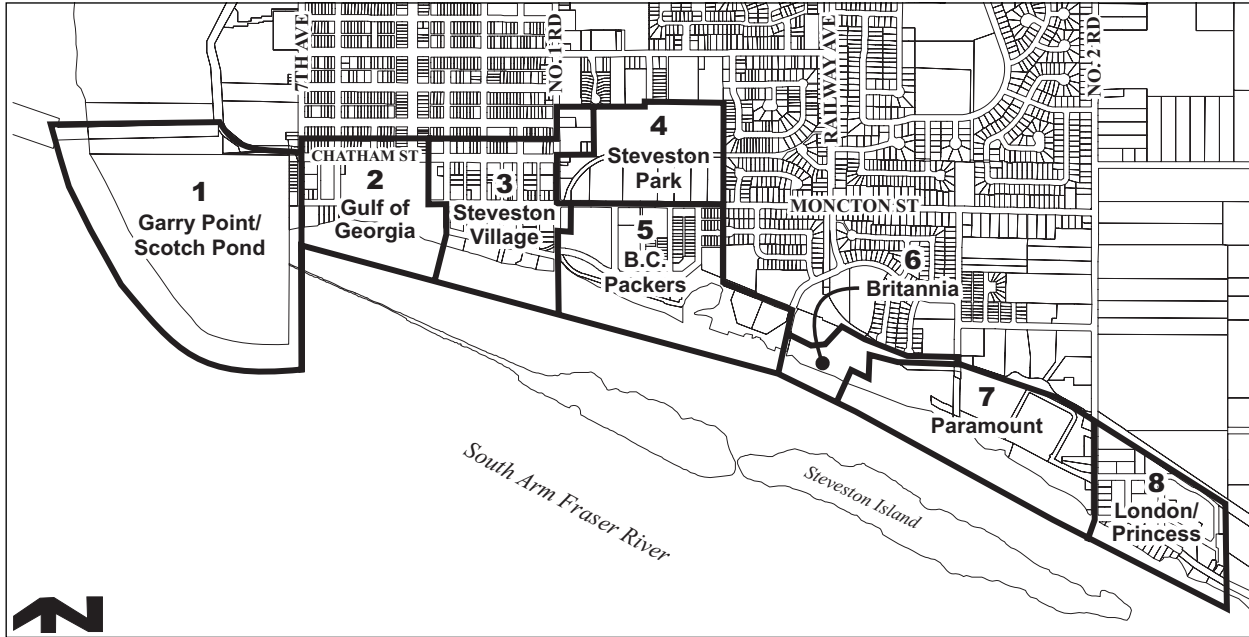 7TH AVE
NO. 1 RD
RAILWAY AVE
NO. 2 RD
CHATHAM ST
MONCTON ST
1
Garry Point/
Scotch Pond
2
Gulf of
Georgia
3
Steveston
Village
4
Steveston
Park
5
B.C.
Packers
6
Britannia
7
Paramount
8
London/
Princess
South Arm Fraser River
Steveston Island
N